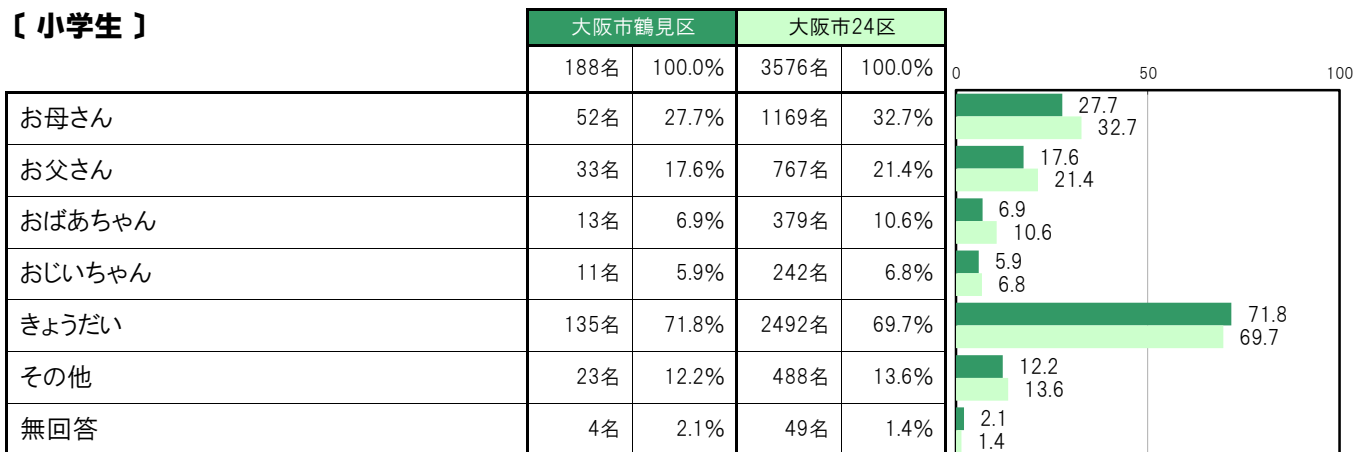 〔 小学生 〕
大阪市鶴見区 大阪市24区
188名 100.0% 3576名 100.0% 0 50 100
お母さん 52名 27.7% 1169名 32.7% 27.7
32.7
お父さん 33名 17.6% 767名 21.4% 17.6
21.4
おばあちゃん 13名 6.9% 379名 10.6% 6.9
10.6
おじいちゃん 11名 5.9% 242名 6.8% 5.9
6.8
きょうだい 135名 71.8% 2492名 69.7% 71.8
69.7
その他 23名 12.2% 488名 13.6% 12.2
13.6
無回答 4名 2.1% 49名 1.4% 2.1
1.4